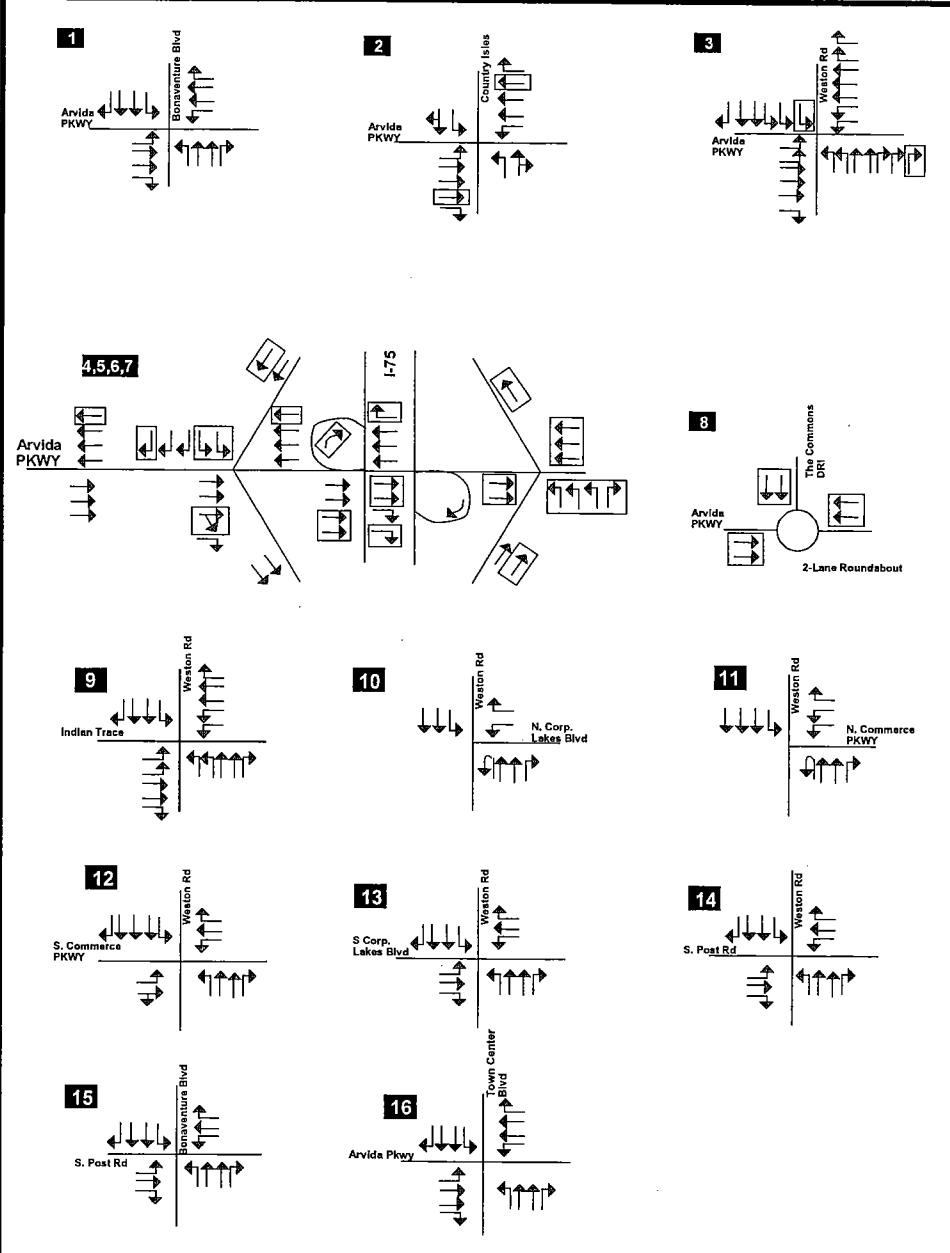 1
Bonaventure Blvd
Arvida
PKWY
2
Country Isles
Arvida
PKWY
3
Weston Rd
Arvida
PKWY
4,5,6,7
I-75
Arvida
PKWY
8
The Commons
DRI
Arvida
PKWY
2-Lane Roundabout
9
Weston Rd
Indian Trace
10
Weston Rd
N. Corp.
Lakes Blvd
11
Weston Rd
N. Commerce
PKWY
12
Weston Rd
S. Commerce
PKWY
13
Weston Rd
S Corp.
Lakes Blvd
14
Weston Rd
S. Post Rd
15
Bonaventure Blvd
S. Post Rd
16
Town Center
Blvd
Arvida Pkwy